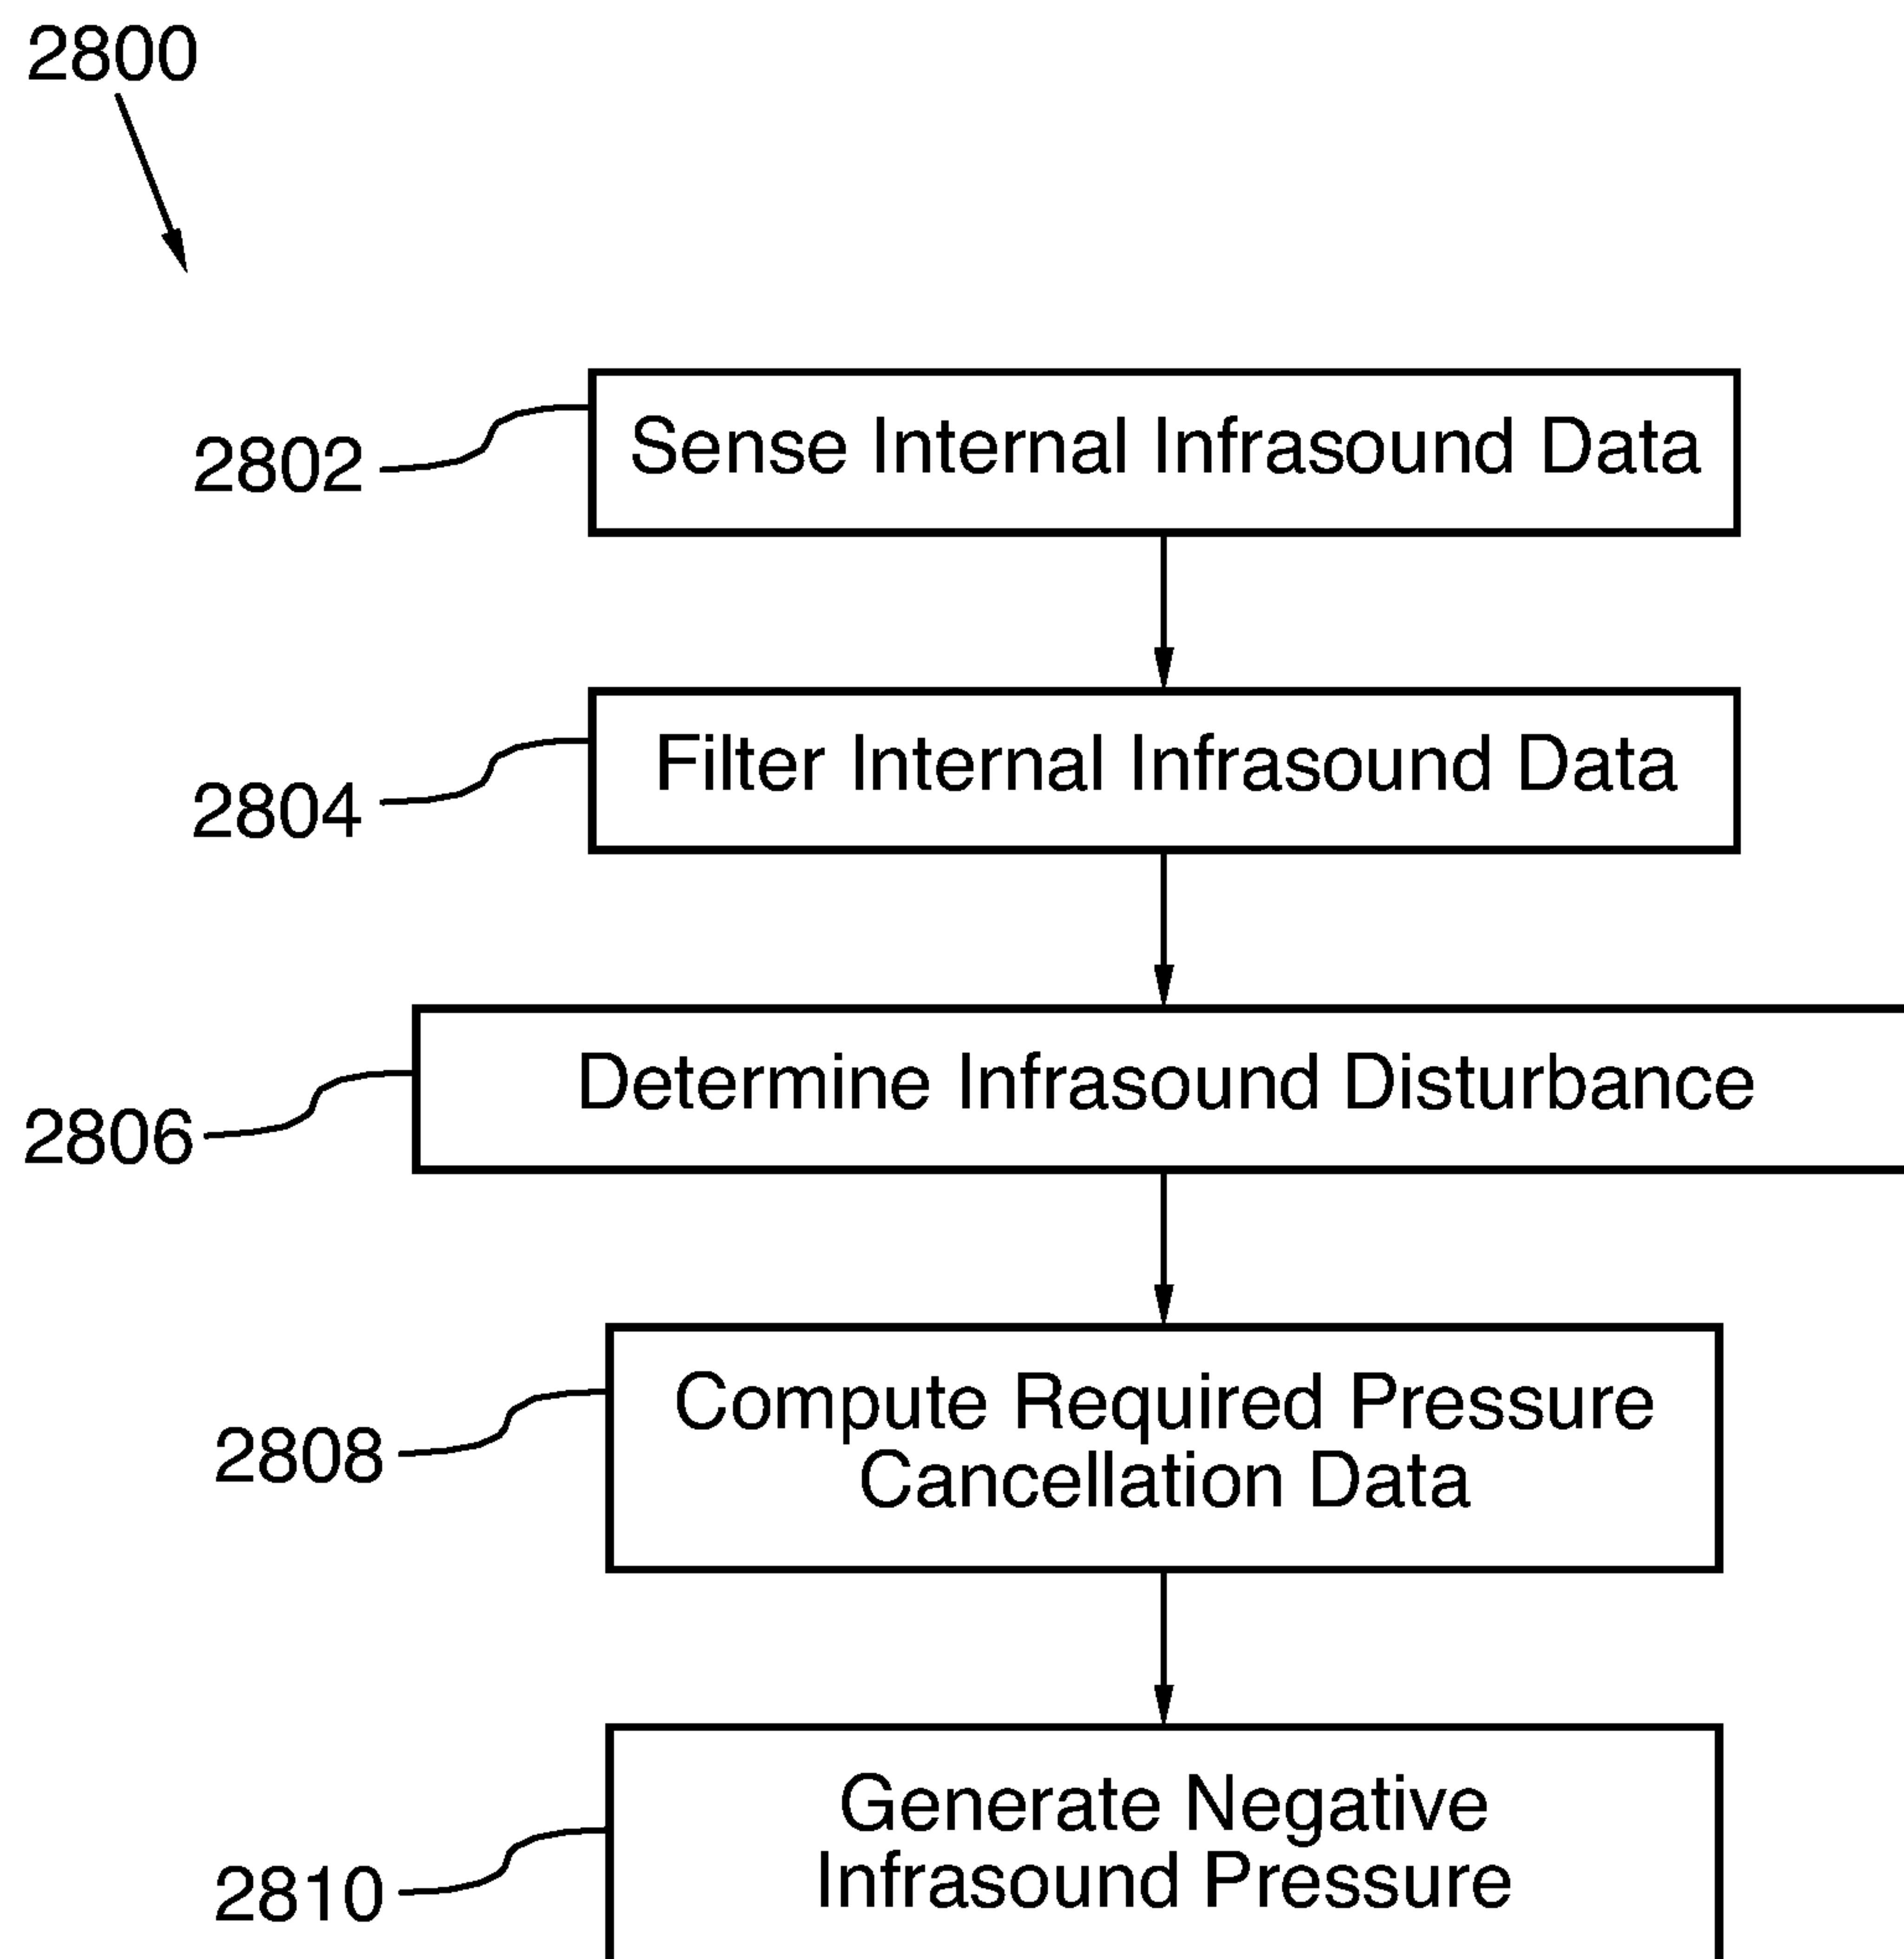 2800
2802
Sense Internal Infrasound Data
2804
Filter Internal Infrasound Data
2806
Determine Infrasound Disturbance
2808
Compute Required Pressure
Cancellation Data
2810
Generate Negative
Infrasound Pressure